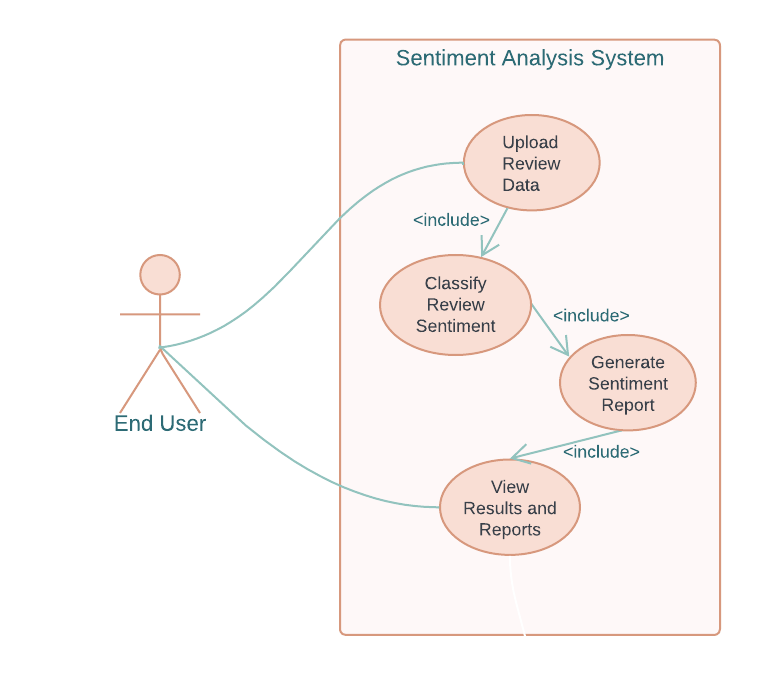 Sentiment Analysis System
Upload
Review
Data
<include>
Classify
Review
Sentiment
<include>
Generate
Sentiment
Report
End User
<include>
View
Results and
Reports